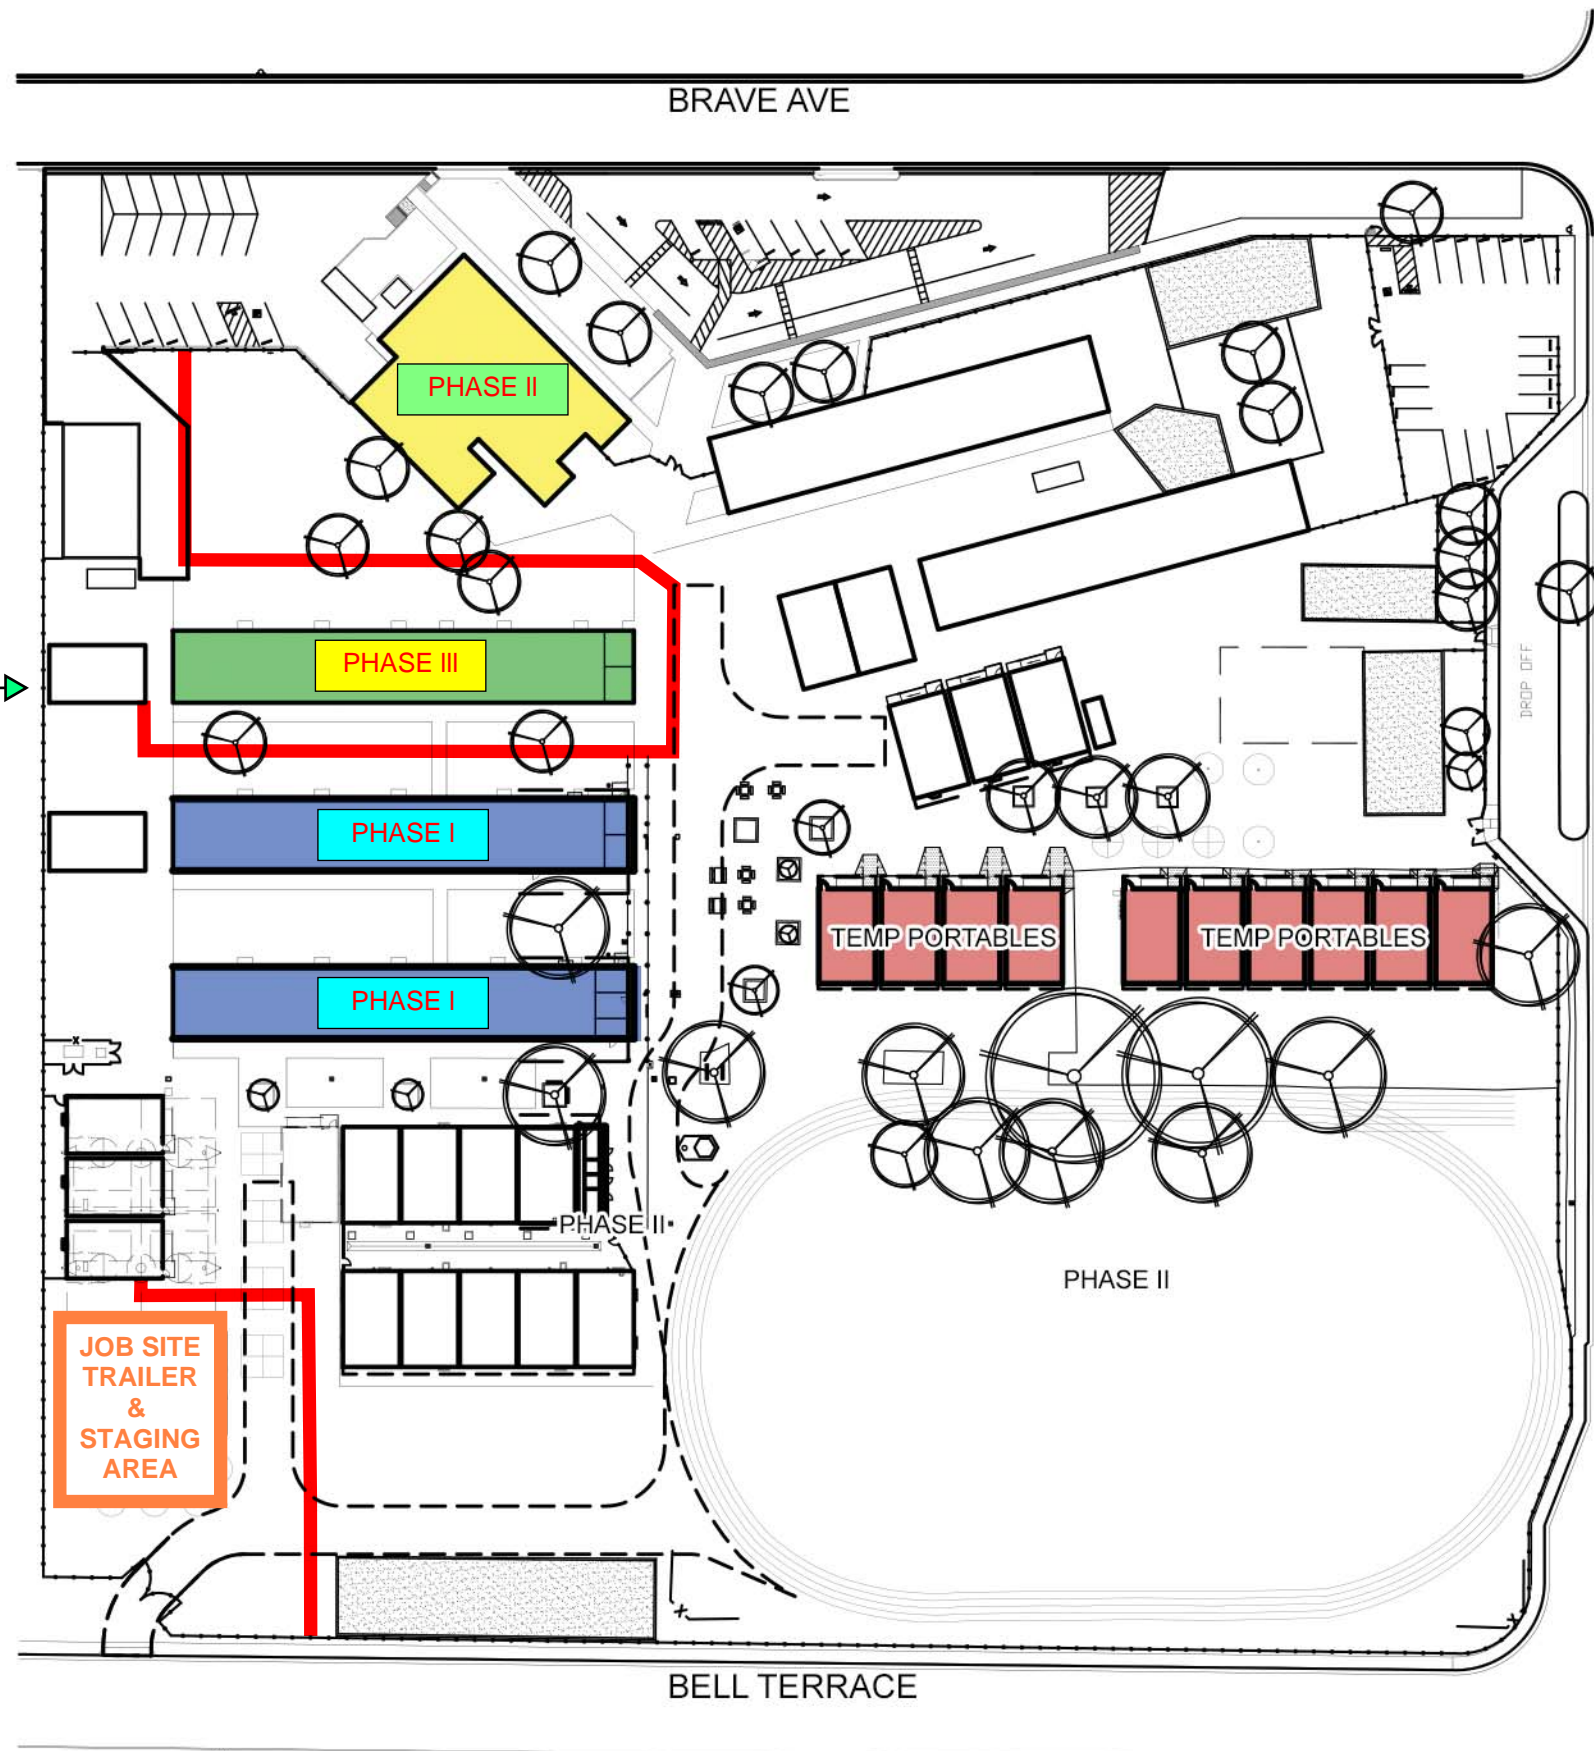 BRAVE AVE
PHASE II
PHASE III
DROP OFF
PHASE I
TEMP PORTABLES
TEMP PORTABLES
PHASE I
PHASE II
PHASE II
JOB SITE
TRAILER
&
STAGING
AREA
BELL TERRACE